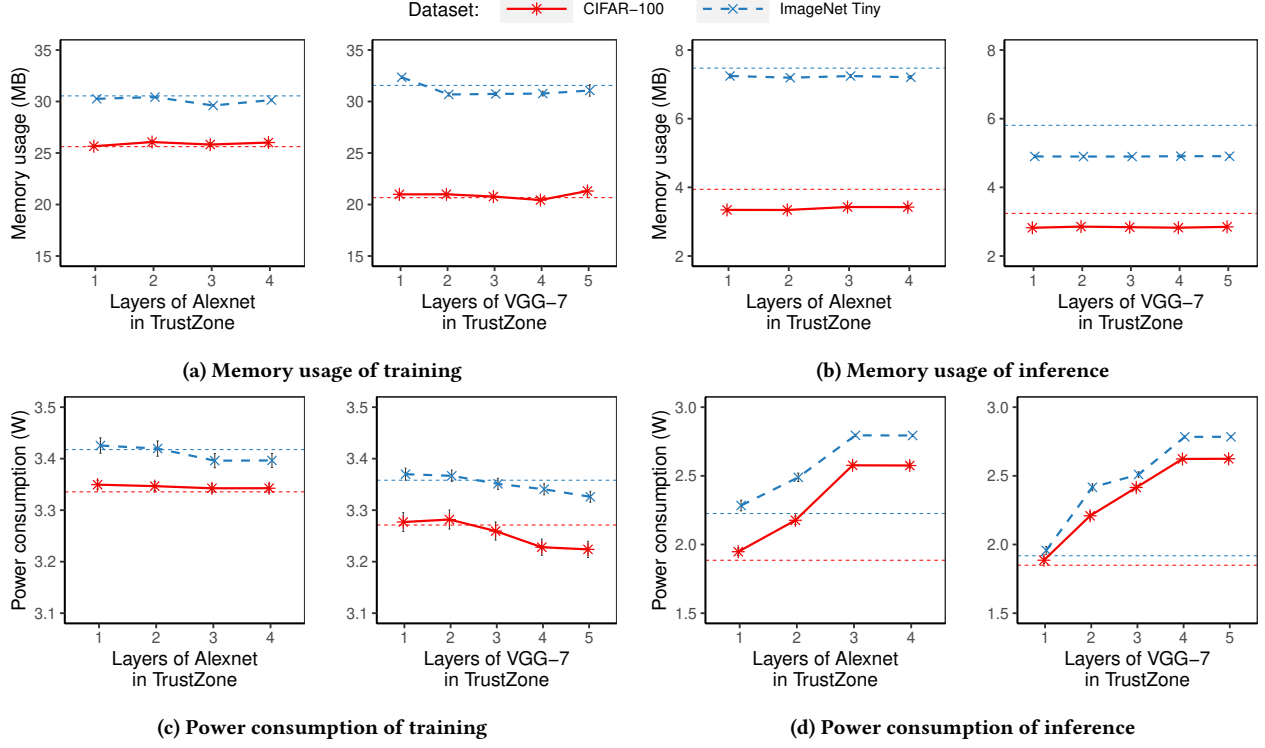 Dataset: CIFAR−100 ImageNet Tiny
Memory usage (MB)
35
30
25
20
15
1 2 3 4
Layers of Alexnet
in TrustZone
35
30
25
20
15
1 2 3 4 5
Layers of VGG−7
in TrustZone
(a) Memory usage of training
Memory usage (MB)
8
6
4
2
1 2 3 4
Layers of Alexnet
in TrustZone
8
6
4
2
1 2 3 4 5
Layers of VGG−7
in TrustZone
(b) Memory usage of inference
Power consumption (W)
3.5
3.4
3.3
3.2
3.1
1 2 3 4
Layers of Alexnet
in TrustZone
3.5
3.4
3.3
3.2
3.1
1 2 3 4 5
Layers of VGG−7
in TrustZone
(c) Power consumption of training
Power consumption (W)
3.0
2.5
2.0
1.5
1 2 3 4
Layers of Alexnet
in TrustZone
3.0
2.5
2.0
1.5
1 2 3 4 5
Layers of VGG−7
in TrustZone
(d) Power consumption of inference